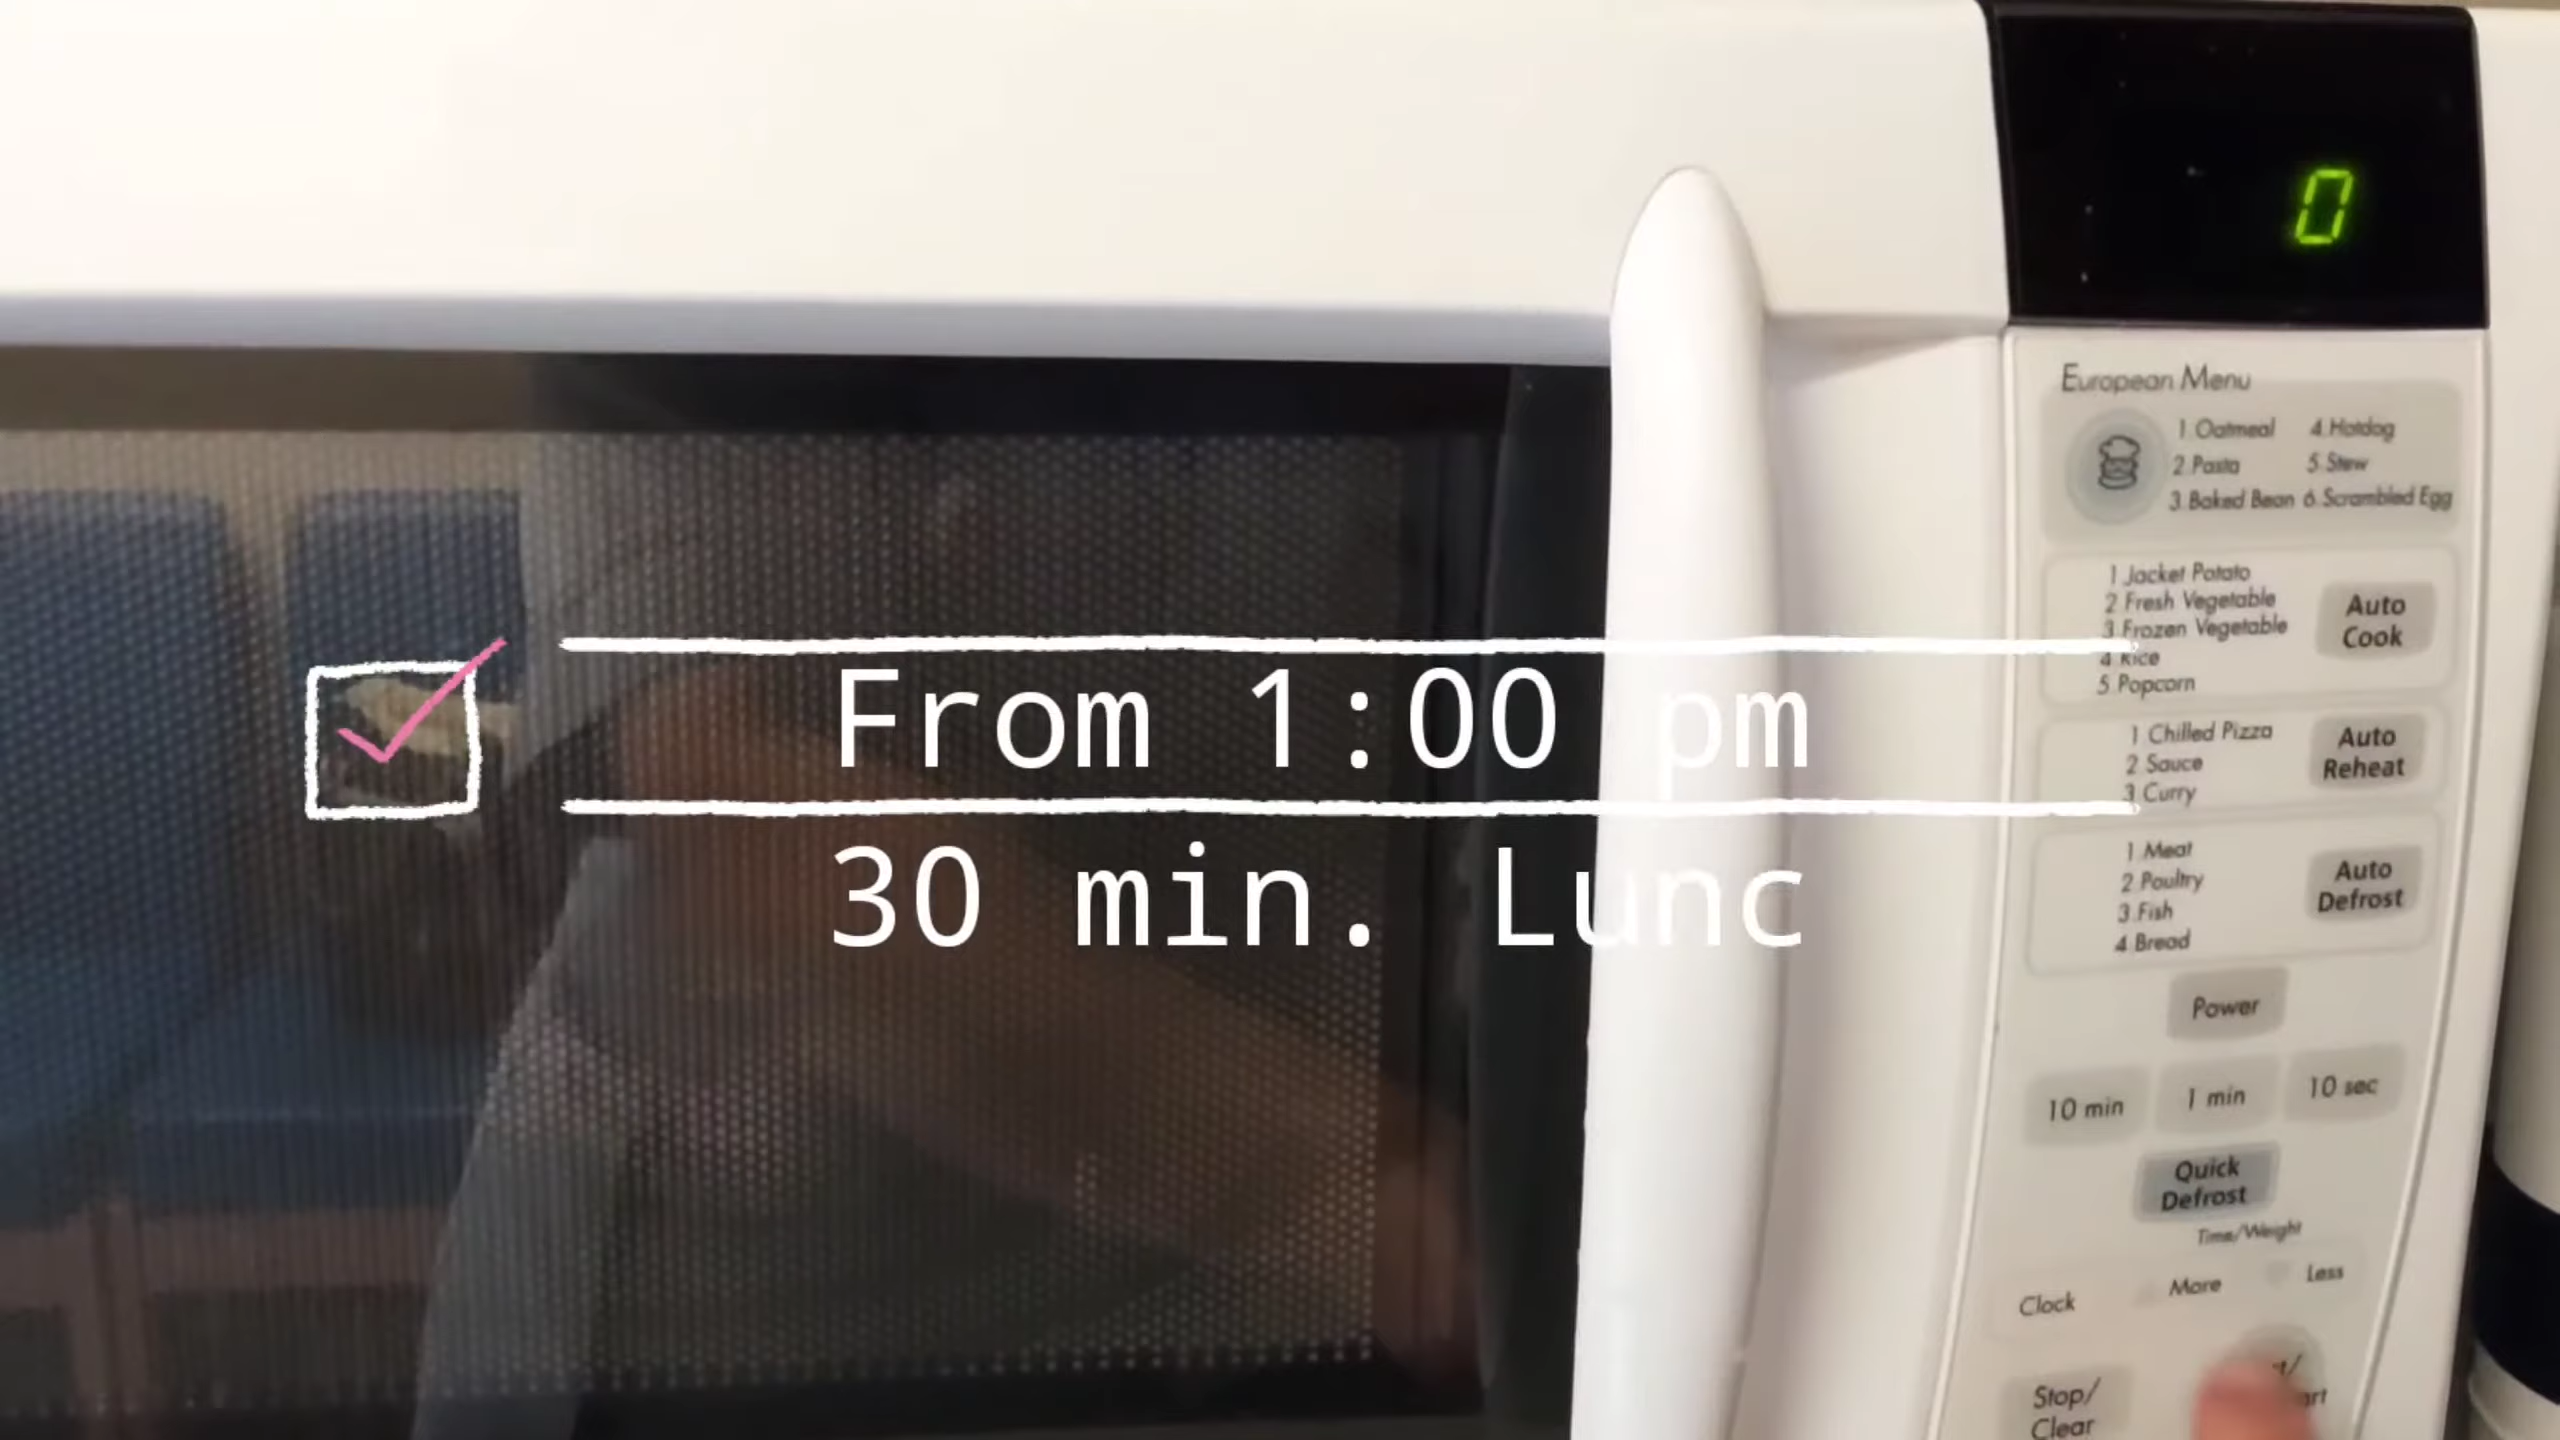 0
European Menu
1 Oatmeal 4 Hotdog
2 Pasta 5 Stew
3 Baked Bean 6 Scrambled Egg
1 Jacket Potato
2 Fresh Vegetable
3 Frozen Vegetable
4 Rice
5 Popcorn
Auto
Cook
From 1:00 pm
1 Chilled Pizza
2 Sauce
3 Curry
Auto
Reheat
30 min. Lunc
1 Meat
2 Poultry
3 Fish
4 Bread
Auto
Defrost
Power
10 min 1 min 10 sec
Quick
Defrost
Time/Weight
Clock More Less
Stop/
Clear